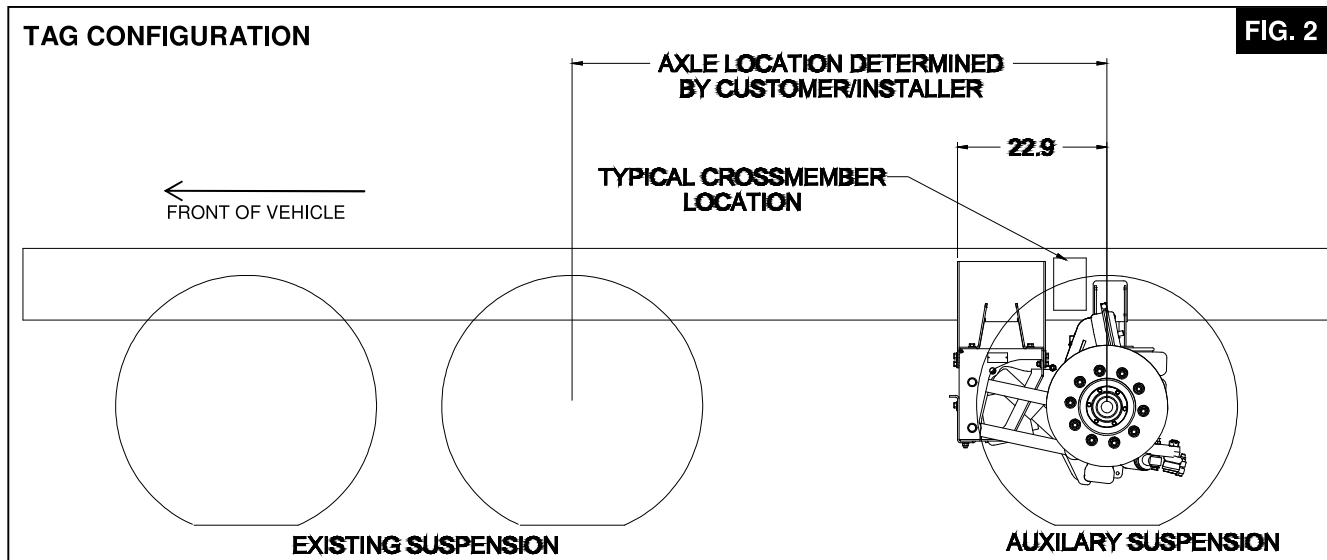 TAG CONFIGURATION
FIG. 2
AXLE LOCATION DETERMINED
BY CUSTOMER/INSTALLER
22.9
TYPICAL CROSSMEMBER
LOCATION
FRONT OF VEHICLE
EXISTING SUSPENSION
AUXILARY SUSPENSION